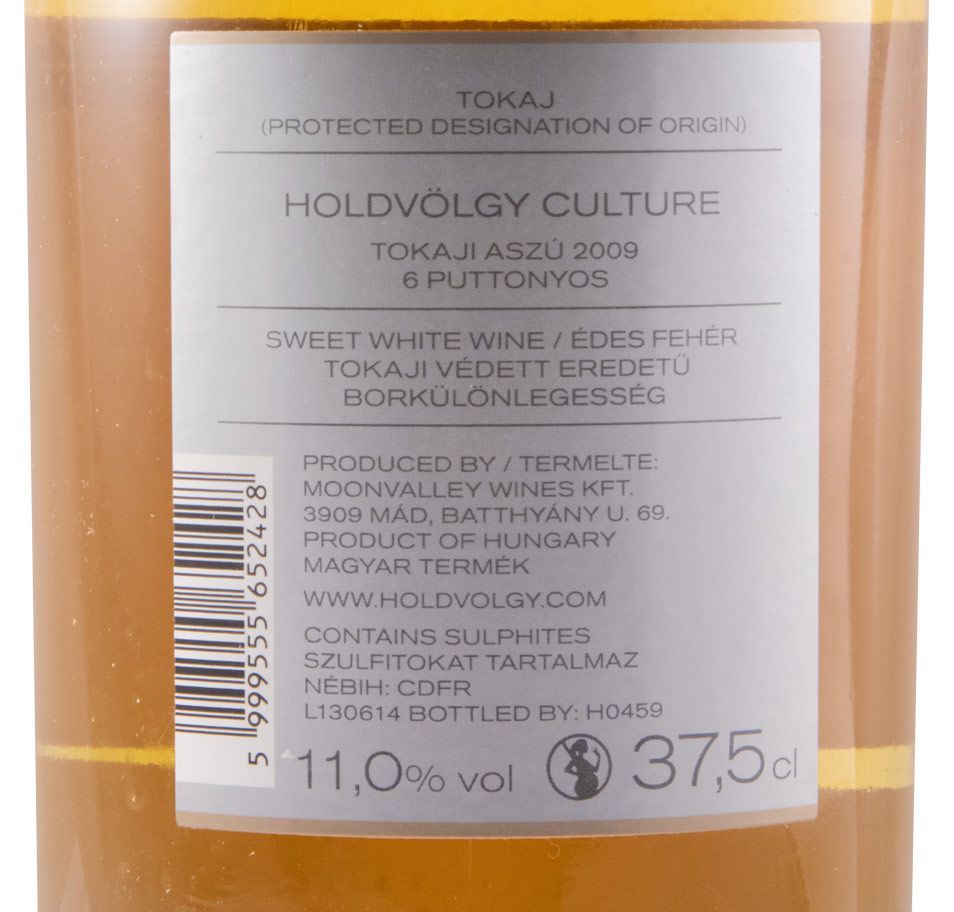 TOKAJ
(PROTECTED DESIGNATION OF ORIGIN)
HOLDVÖLGY CULTURE
TOKAJI ASZÚ 2009
6 PUTTONYOS
SWEET WHITE WINE / ÉDES FEHÉR
TOKAJI VÉDETT EREDETŰ
BORKÜLÖNLEGESSÉG
PRODUCED BY / TERMELTE:
MOONVALLEY WINES KFT.
3909 MÁD, BATTHYÁNY U. 69.
PRODUCT OF HUNGARY
MAGYAR TERMÉK
WWW.HOLDVOLGY.COM
CONTAINS SULPHITES
SZULFITOKAT TARTALMAZ
NÉBIH: CDFR
L130614 BOTTLED BY: H0459
11,0% vol 37,5 cl
5 999555 652428